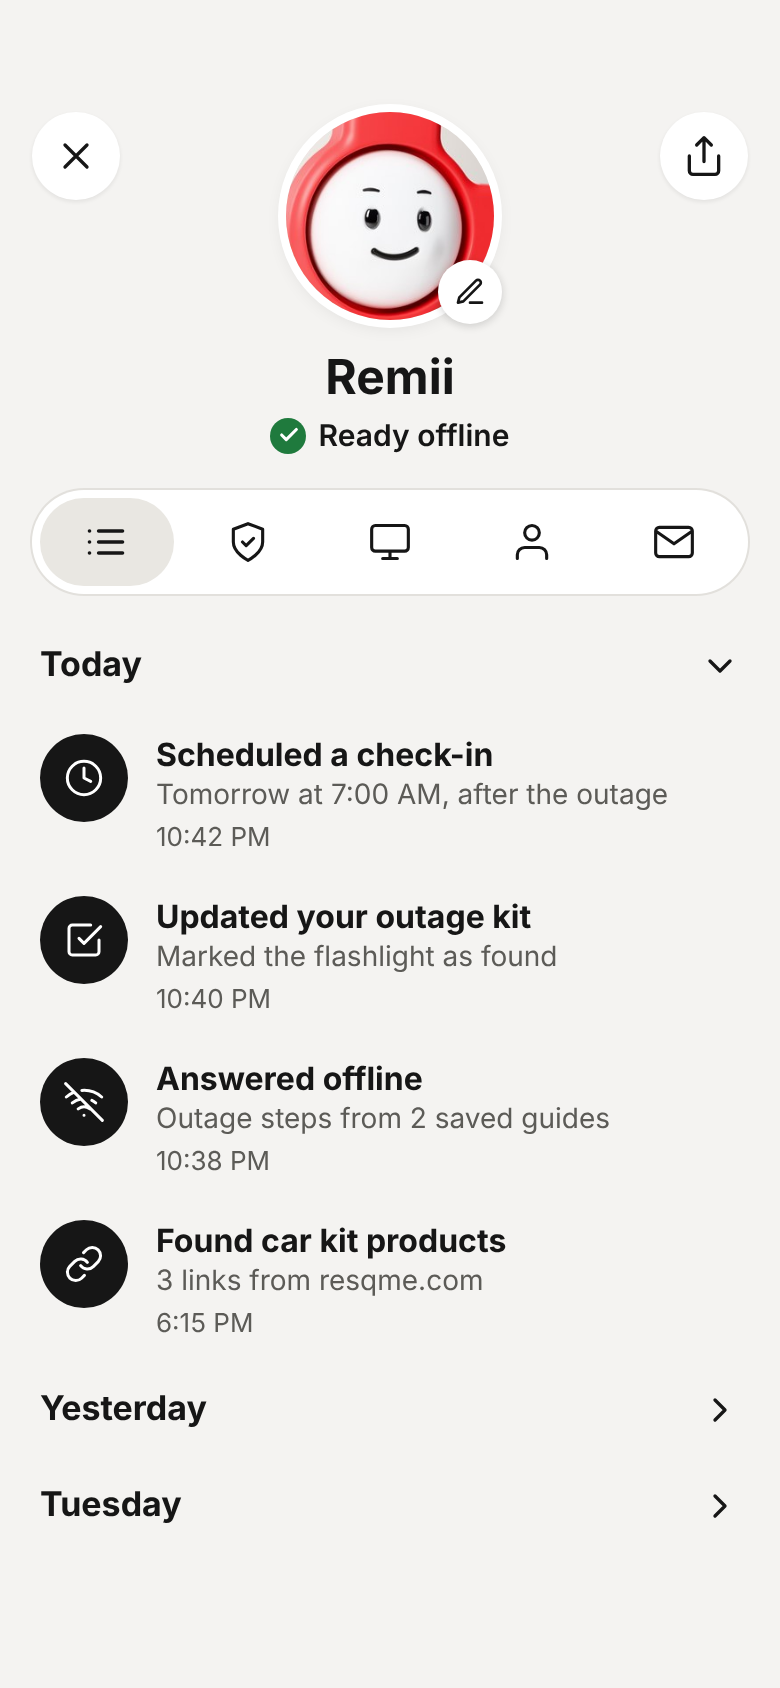 Remii
Ready offline
Today
Scheduled a check-in
Tomorrow at 7:00 AM, after the outage
10:42 PM
Updated your outage kit
Marked the flashlight as found
10:40 PM
Answered offline
Outage steps from 2 saved guides
10:38 PM
Found car kit products
3 links from resqme.com
6:15 PM
Yesterday
Tuesday